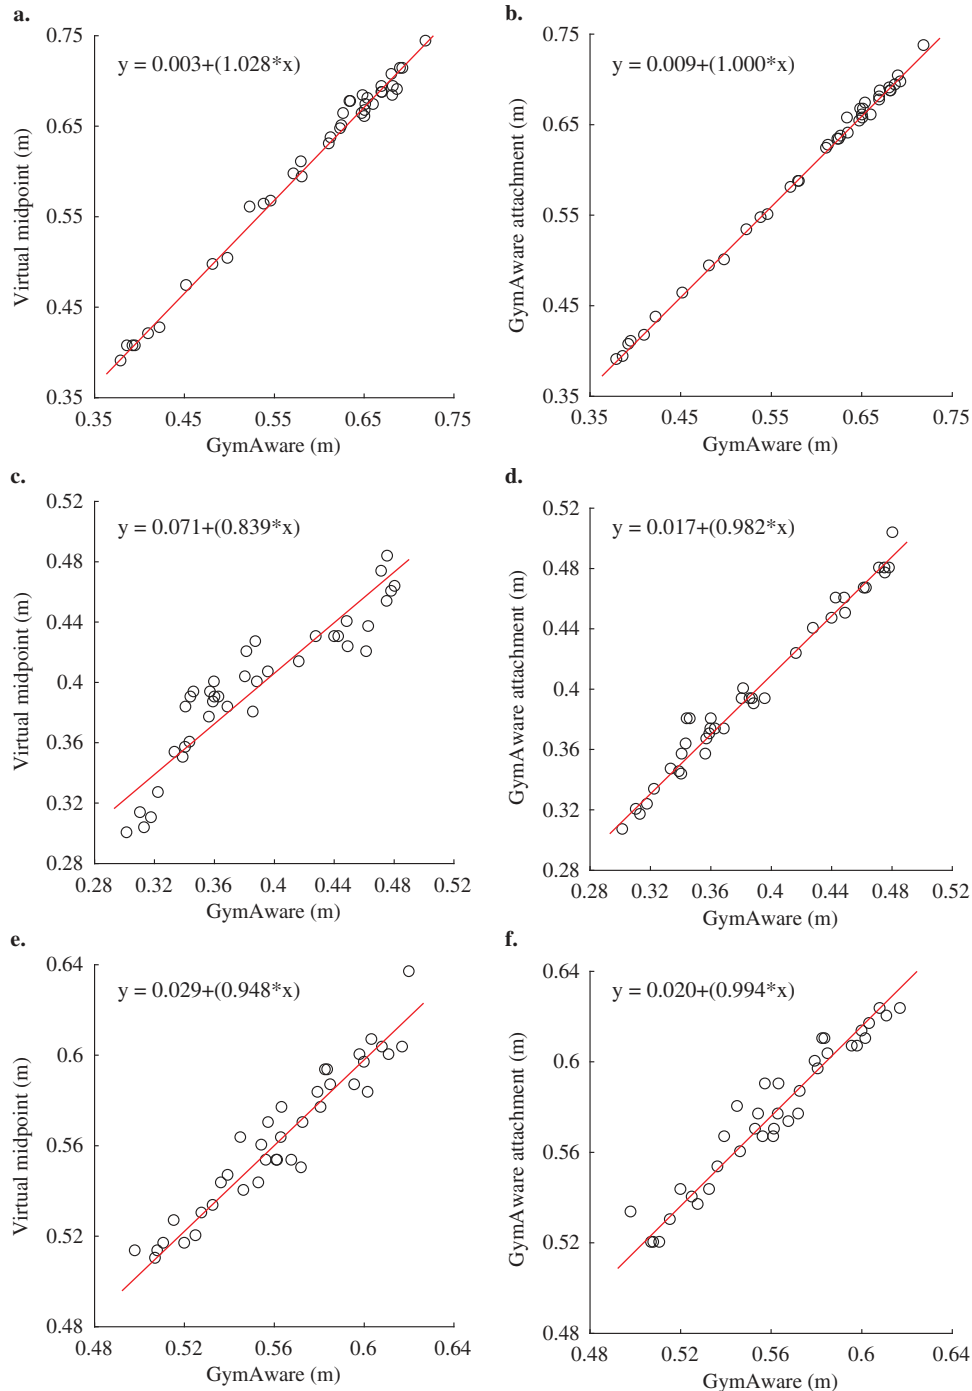 a.
y = 0.003+(1.028*x)
Virtual midpoint (m)
0.75
0.65
0.55
0.45
0.35
0.35 0.45 0.55 0.65 0.75
GymAware (m)
b.
y = 0.009+(1.000*x)
GymAware attachment (m)
0.75
0.65
0.55
0.45
0.35
0.35 0.45 0.55 0.65 0.75
GymAware (m)
c.
y = 0.071+(0.839*x)
Virtual midpoint (m)
0.52
0.48
0.44
0.4
0.36
0.32
0.28
0.28 0.32 0.36 0.4 0.44 0.48 0.52
GymAware (m)
d.
y = 0.017+(0.982*x)
GymAware attachment (m)
0.52
0.48
0.44
0.4
0.36
0.32
0.28
0.28 0.32 0.36 0.4 0.44 0.48 0.52
GymAware (m)
e.
y = 0.029+(0.948*x)
Virtual midpoint (m)
0.64
0.6
0.56
0.52
0.48
0.48 0.52 0.56 0.6 0.64
GymAware (m)
f.
y = 0.020+(0.994*x)
GymAware attachment (m)
0.64
0.6
0.56
0.52
0.48
0.48 0.52 0.56 0.6 0.64
GymAware (m)